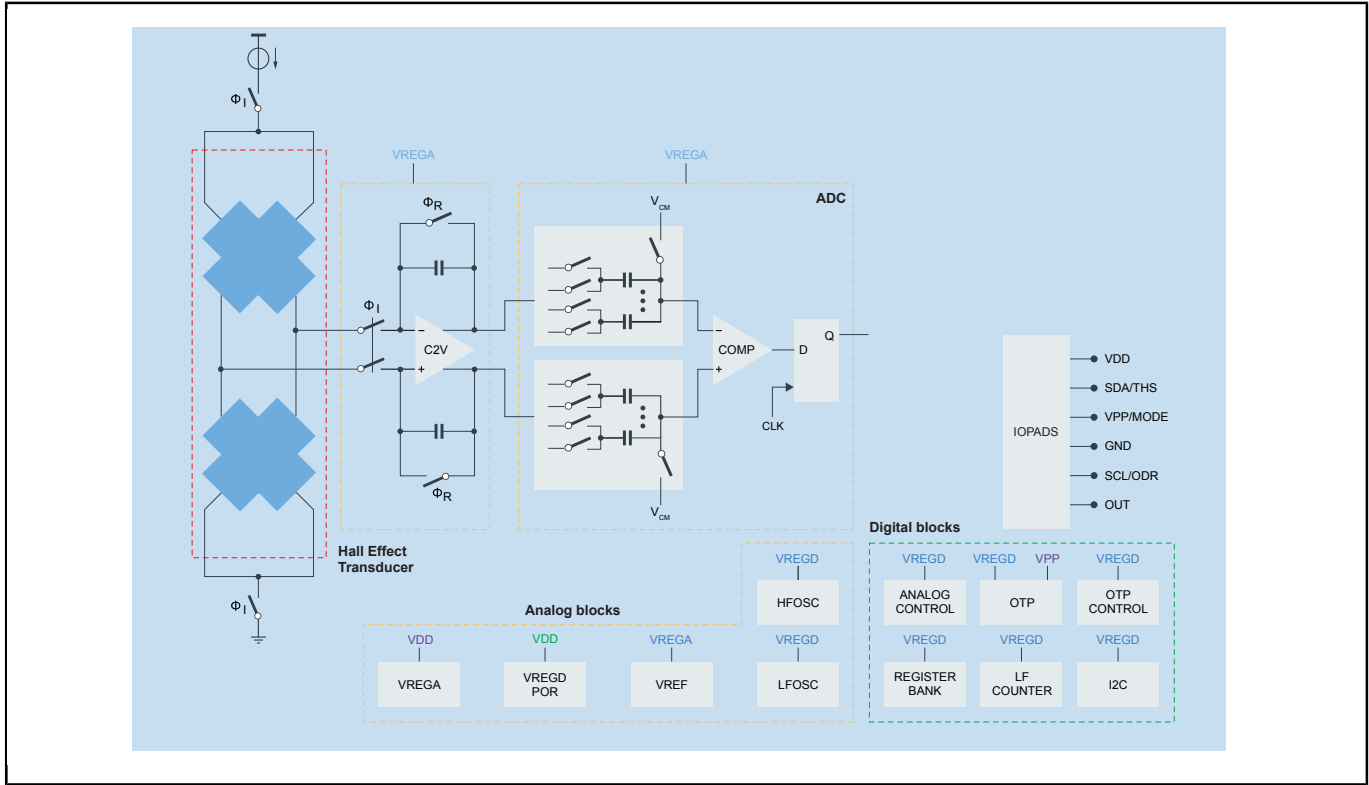 ΦI
VREGA
VREGA
ADC
VCM
ΦR
ΦI
C2V
−
+
ΦR
VCM
COMP
−
+
D
Q
CLK
IOPADS
VDD
SDA/THS
VPP/MODE
GND
SCL/ODR
OUT
Hall Effect
Transducer
ΦI
Analog blocks
VREGD
HFOSC
VDD
VREGA
VDD
VREGD
POR
VREGA
VREF
VREGD
LFOSC
Digital blocks
VREGD
ANALOG
CONTROL
VREGD
VPP
OTP
VREGD
OTP
CONTROL
VREGD
REGISTER
BANK
VREGD
LF
COUNTER
VREGD
I2C